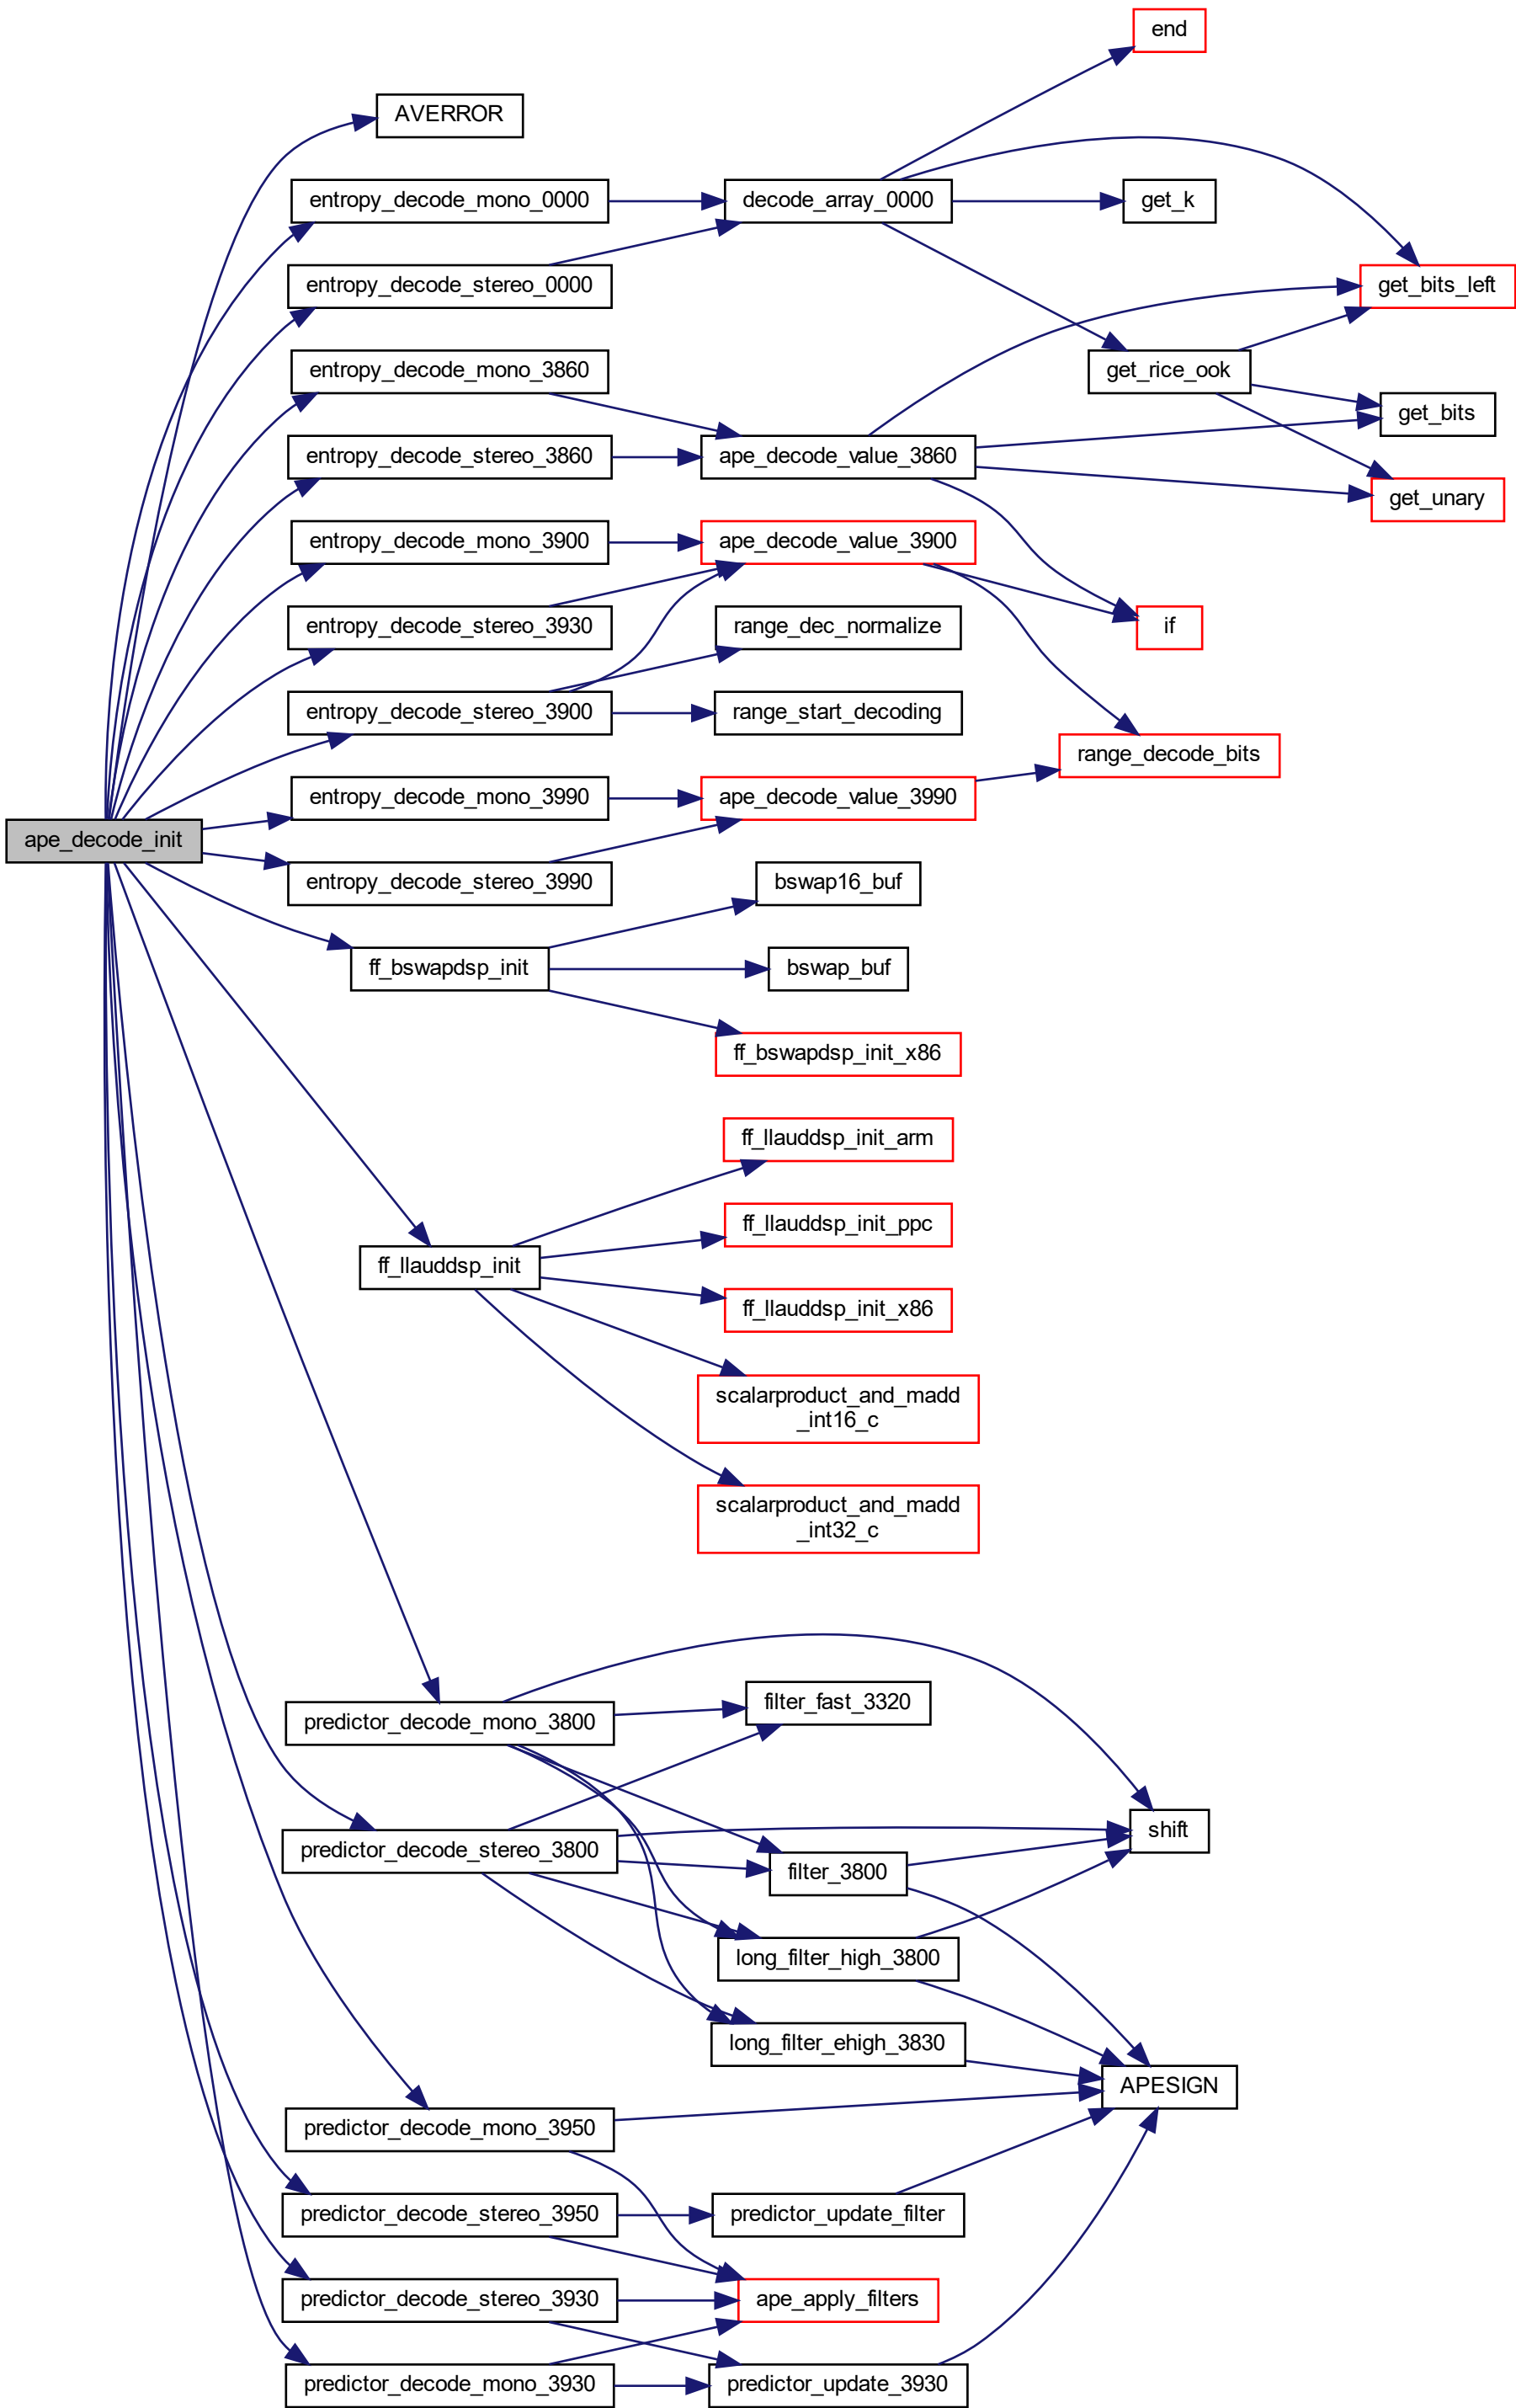 end
AVERROR
entropy_decode_mono_0000
decode_array_0000
get_k
entropy_decode_stereo_0000
get_bits_left
entropy_decode_mono_3860
get_rice_ook
get_bits
entropy_decode_stereo_3860
ape_decode_value_3860
get_unary
entropy_decode_mono_3900
ape_decode_value_3900
entropy_decode_stereo_3930
range_dec_normalize
if
entropy_decode_stereo_3900
range_start_decoding
range_decode_bits
entropy_decode_mono_3990
ape_decode_value_3990
ape_decode_init
entropy_decode_stereo_3990
bswap16_buf
ff_bswapdsp_init
bswap_buf
ff_bswapdsp_init_x86
ff_llauddsp_init_arm
ff_llauddsp_init_ppc
ff_llauddsp_init
ff_llauddsp_init_x86
scalarproduct_and_madd
_int16_c
scalarproduct_and_madd
_int32_c
filter_fast_3320
predictor_decode_mono_3800
shift
predictor_decode_stereo_3800
filter_3800
long_filter_high_3800
long_filter_ehigh_3830
APESIGN
predictor_decode_mono_3950
predictor_decode_stereo_3950
predictor_update_filter
predictor_decode_stereo_3930
ape_apply_filters
predictor_decode_mono_3930
predictor_update_3930